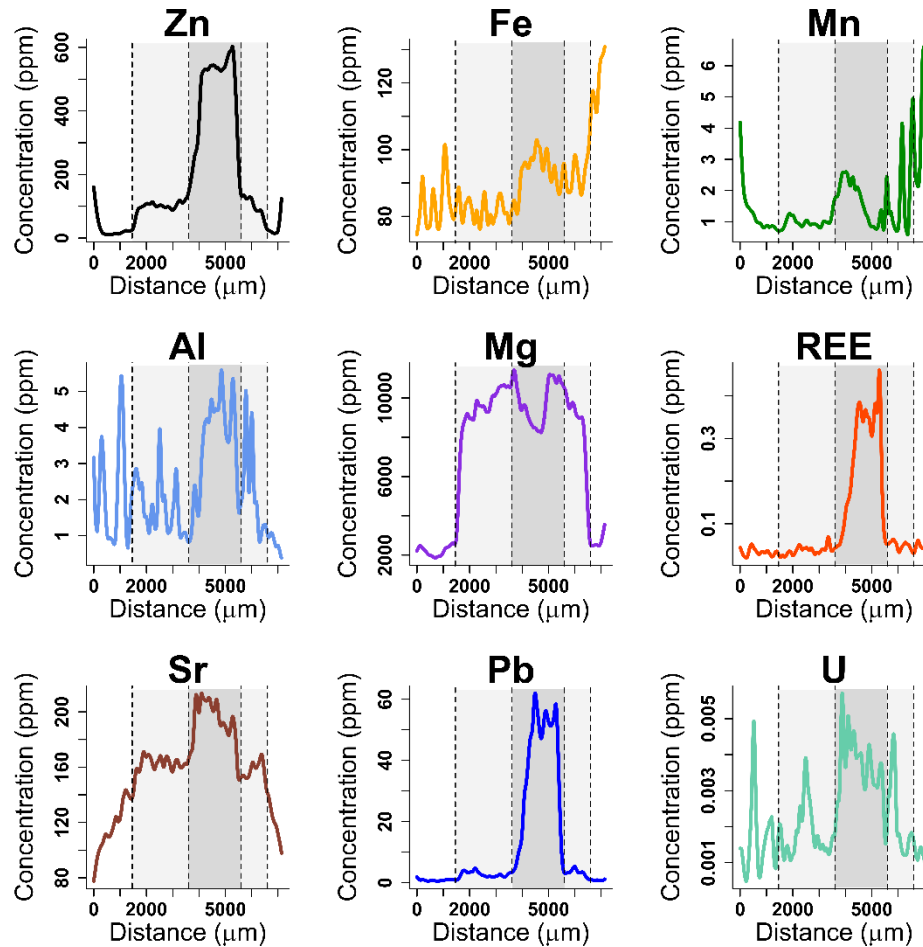 Zn
Concentration (ppm)
600
400
200
0
0
2000
5000
Distance (μm)
Fe
Concentration (ppm)
120
100
80
0
2000
5000
Distance (μm)
Mn
Concentration (ppm)
6
5
4
3
2
1
0
2000
5000
Distance (μm)
Al
Concentration (ppm)
5
4
3
2
1
0
2000
5000
Distance (μm)
Mg
Concentration (ppm)
10000
6000
2000
0
2000
5000
Distance (μm)
REE
Concentration (ppm)
0.3
0.1
0
2000
5000
Distance (μm)
Sr
Concentration (ppm)
200
160
120
80
0
2000
5000
Distance (μm)
Pb
Concentration (ppm)
60
40
20
0
0
2000
5000
Distance (μm)
U
Concentration (ppm)
0.005
0.003
0.001
0
2000
5000
Distance (μm)